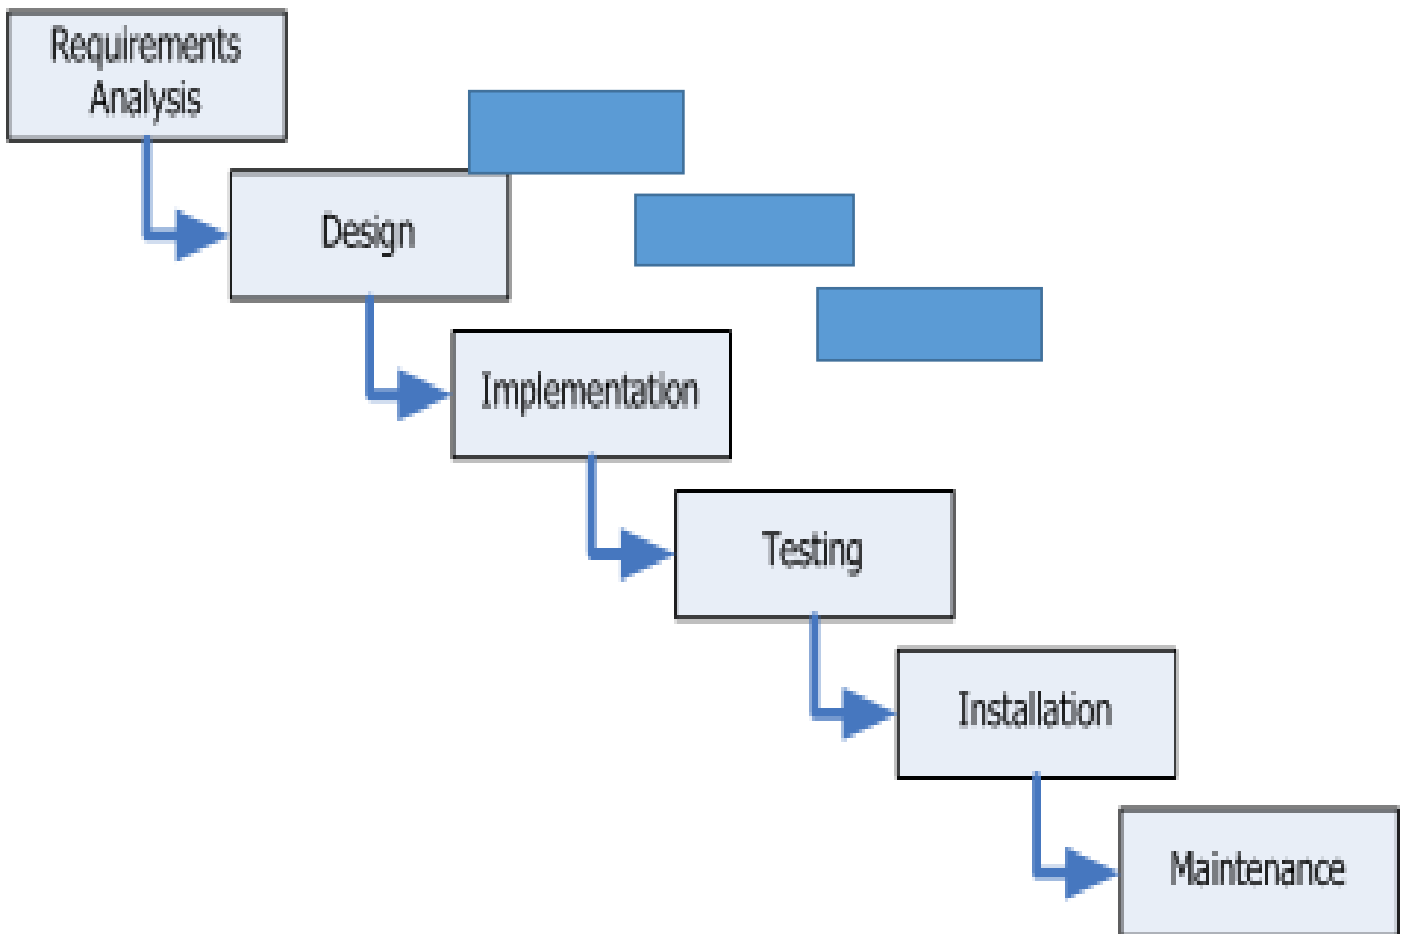 Requirements
Analysis
Design
Implementation
Testing
Installation
Maintenance